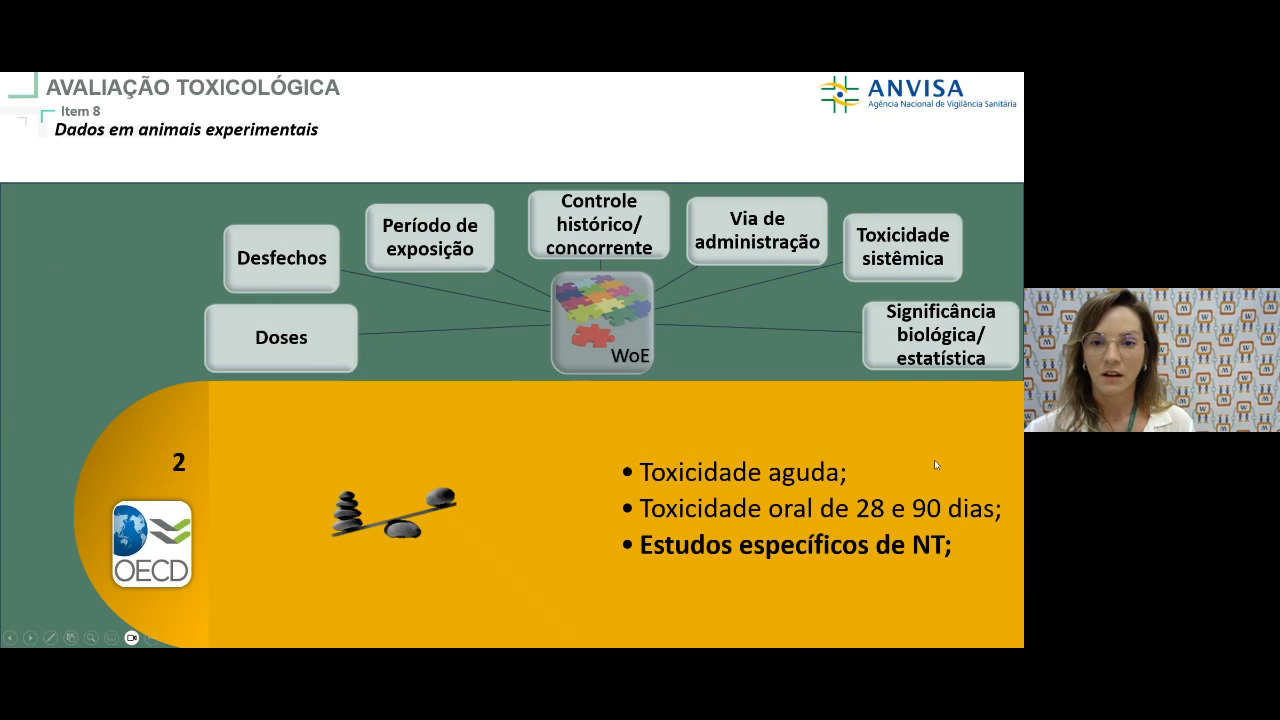 AVALIAÇÃO TOXICOLÓGICA
Item 8
Dados em animais experimentais
ANVISA
Agência Nacional de Vigilância Sanitária
Desfechos
Período de
exposição
Controle
histórico/
concorrente
Via de
administração
Toxicidade
sistêmica
Doses
WoE
Significância
biológica/
estatística
2
OECD
• Toxicidade aguda;
• Toxicidade oral de 28 e 90 dias;
• Estudos específicos de NT;